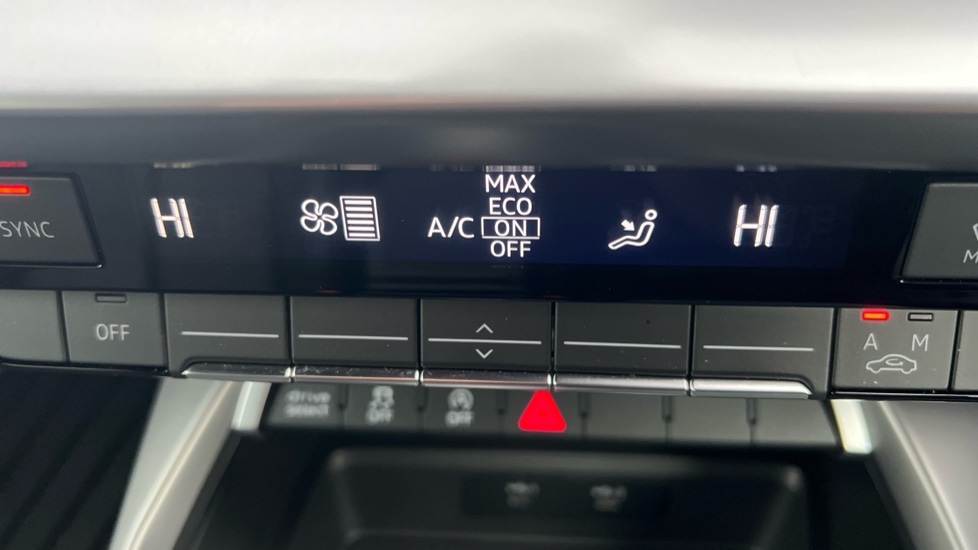 MAX
HI ECO HI
A/C ON
OFF
SYNC
OFF
A M
drive OFF OFF
select